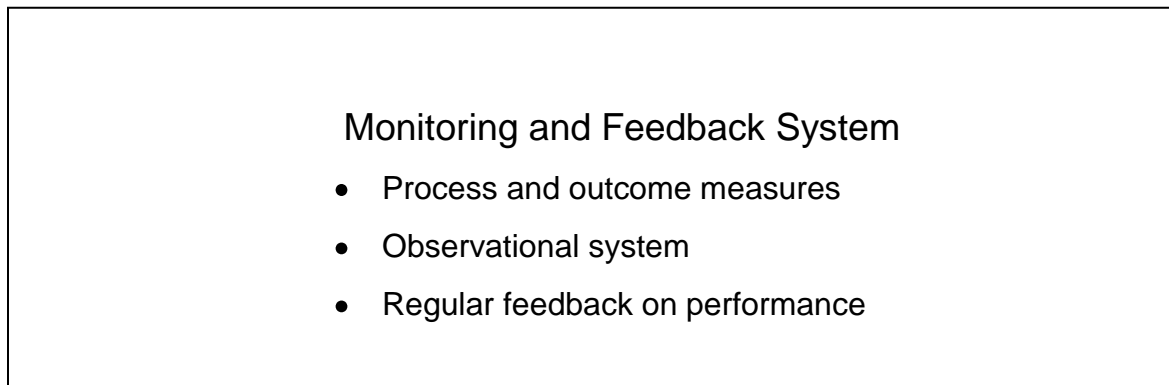 Monitoring and Feedback System
• Process and outcome measures
• Observational system
• Regular feedback on performance